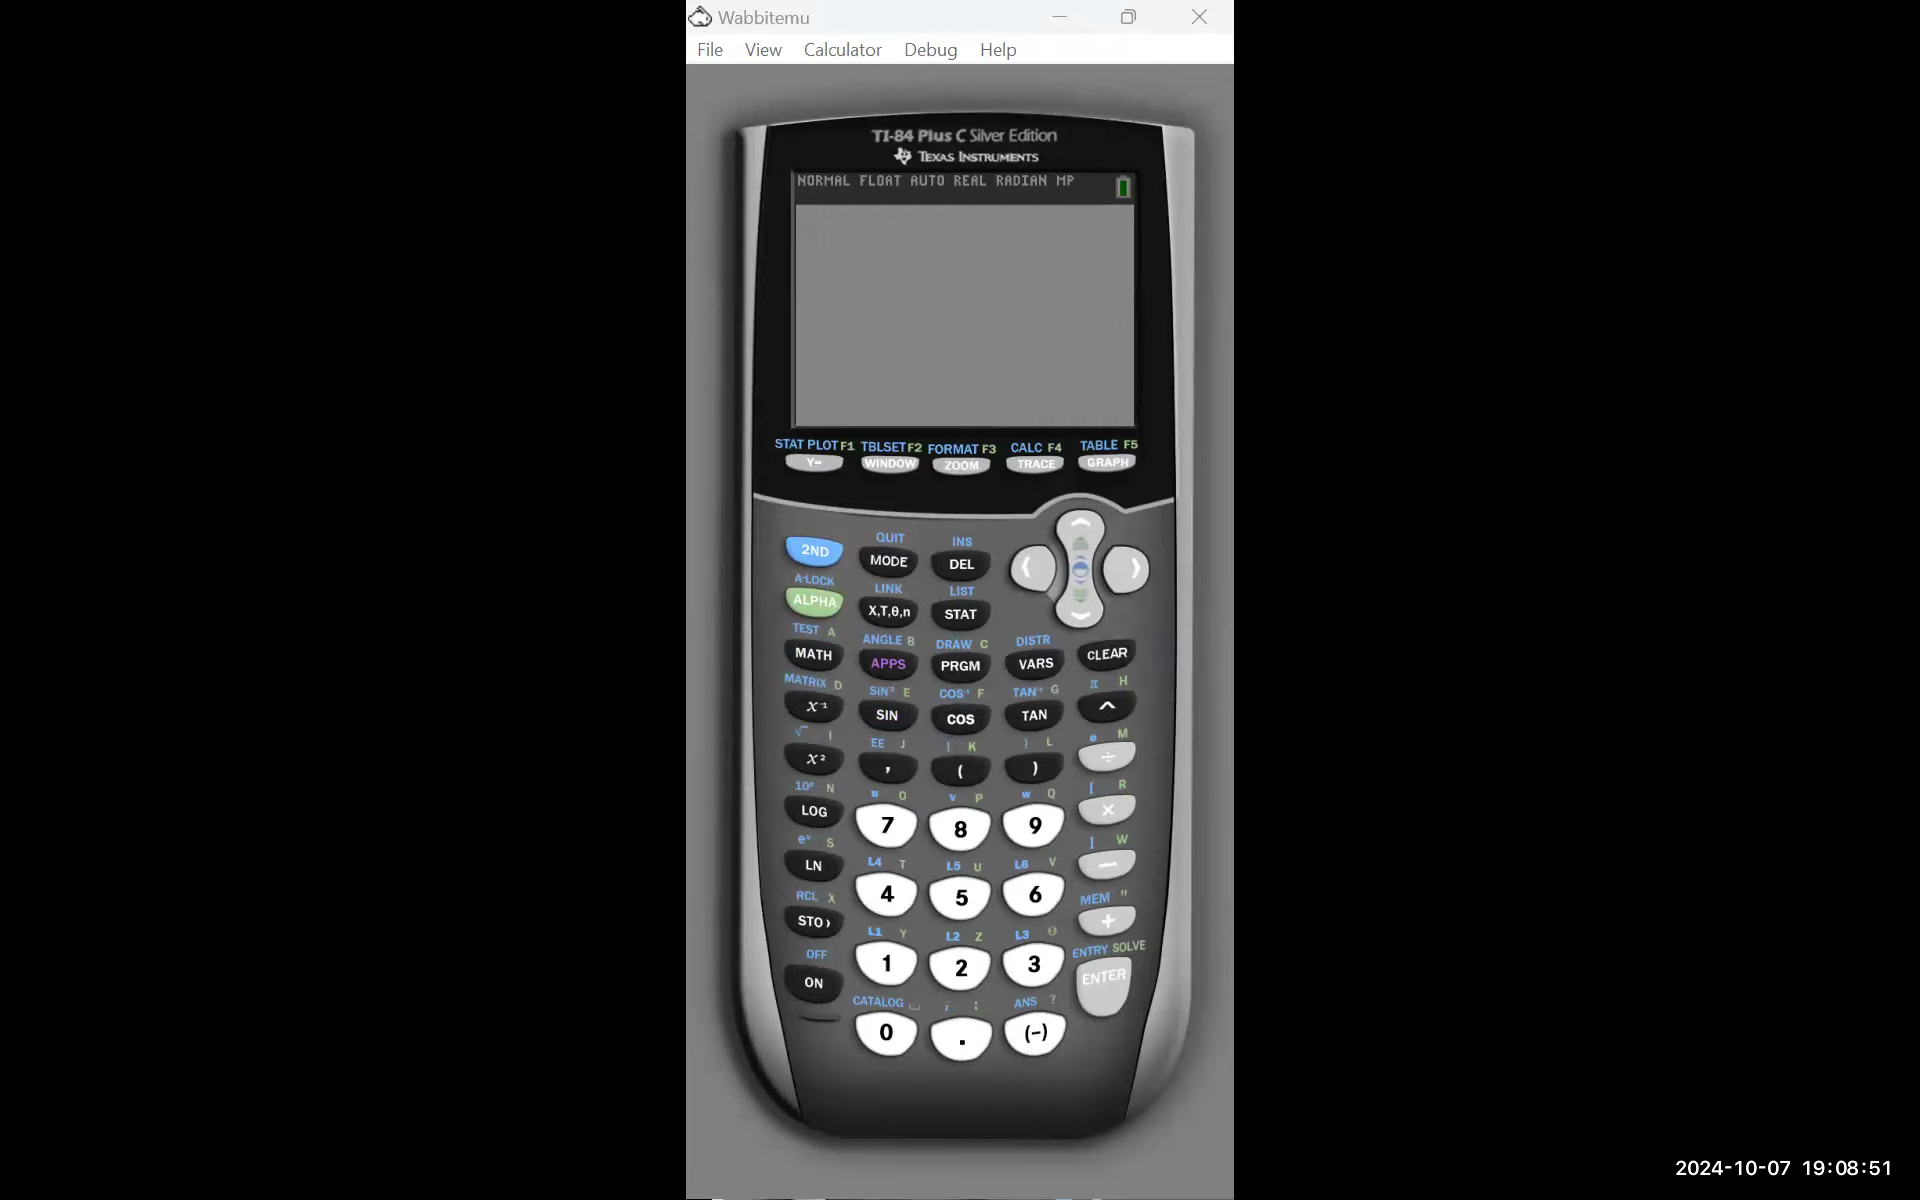 Wabbitemu
File View Calculator Debug Help
TI-84 Plus C Silver Edition
TEXAS INSTRUMENTS
NORMAL FLOAT AUTO REAL RADIAN MP
STAT PLOT F1 TBLSET F2 FORMAT F3 CALC F4 TABLE F5
Y= WINDOW ZOOM TRACE GRAPH
QUIT INS
2ND MODE DEL
A-LOCK LINK LIST
ALPHA X,T,θ,n STAT
TEST A ANGLE B DRAW C DISTR
MATH APPS PRGM VARS CLEAR
MATRIX D SIN⁻¹ E COS⁻¹ F TAN⁻¹ G π H
x⁻¹ SIN COS TAN ^
√ I EE J { K } L e M
x² , ( ) ÷
10ˣ N u O v P w Q [ R
LOG 7 8 9 ×
eˣ S L4 T L5 U L6 V ] W
LN 4 5 6 −
RCL X L1 Y L2 Z L3 θ MEM "
STO› 1 2 3 +
OFF CATALOG i : ANS ? ENTRY SOLVE
ON 0 . (-) ENTER
2024-10-07 19:08:51